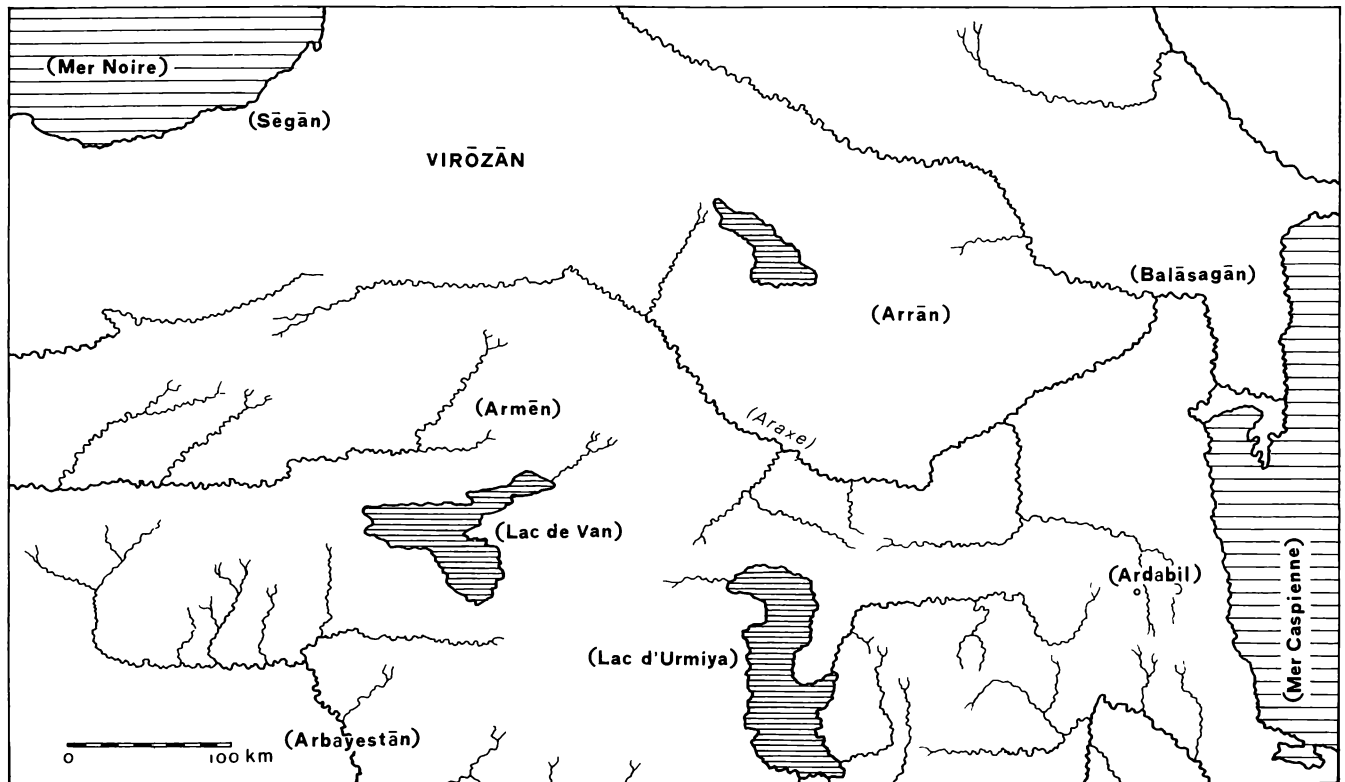 (Mer Noire)
(Sēgān)
VIRŌZĀN
(Balāsagān)
(Arrān)
(Armēn)
(Araxe)
(Lac de Van)
(Ardabil)
(Mer Caspienne)
(Lac d'Urmiya)
(Arbayestān)
0 100 km